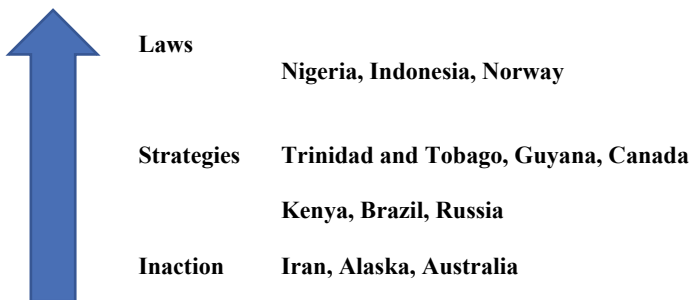 Laws
Nigeria, Indonesia, Norway
Strategies Trinidad and Tobago, Guyana, Canada
Kenya, Brazil, Russia
Inaction Iran, Alaska, Australia